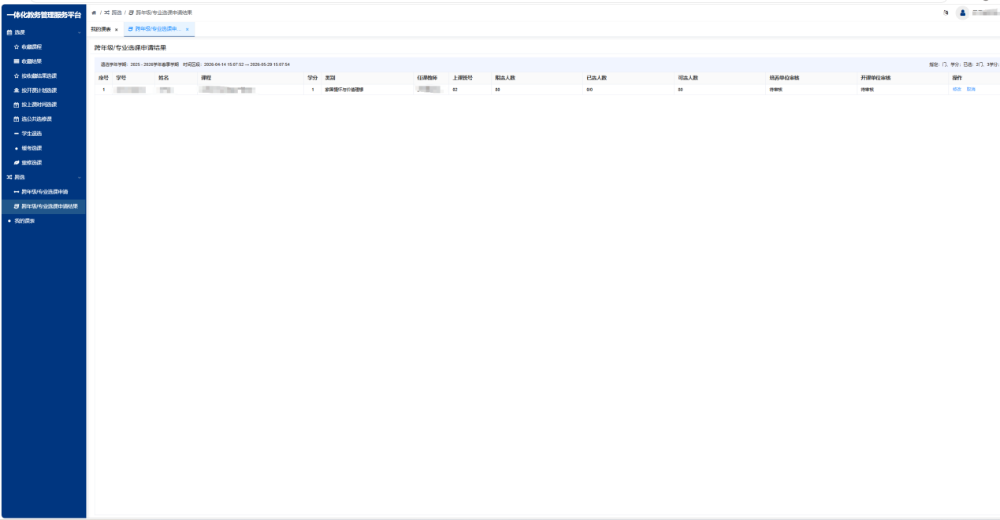 一体化教务管理服务平台
选课
收藏课程
收藏结果
按收藏结果选课
按开课计划选课
按上课时间选课
选公共选修课
学生退选
缓考选课
重修选课
跨选
跨年级/专业选课申请
跨年级/专业选课申请结果
我的课表
/ 跨选 / 跨年级/专业选课申请结果
我的课表 × 跨年级/专业选课申... ×
跨年级/专业选课申请结果
退选学年学期: 2025 - 2026学年春季学期 时间区段: 2026-04-14 15:07:52 — 2026-05-29 15:07:54 规定: 门, 学分; 已选: 2门, 3学分;
序号 学号 姓名 课程 学分 类别 任课教师 上课班号 限选人数 已选人数 可选人数 培养单位审核 开课单位审核 操作
1 1 家国情怀与价值理想 02 80 0/0 80 待审核 待审核 修改 取消